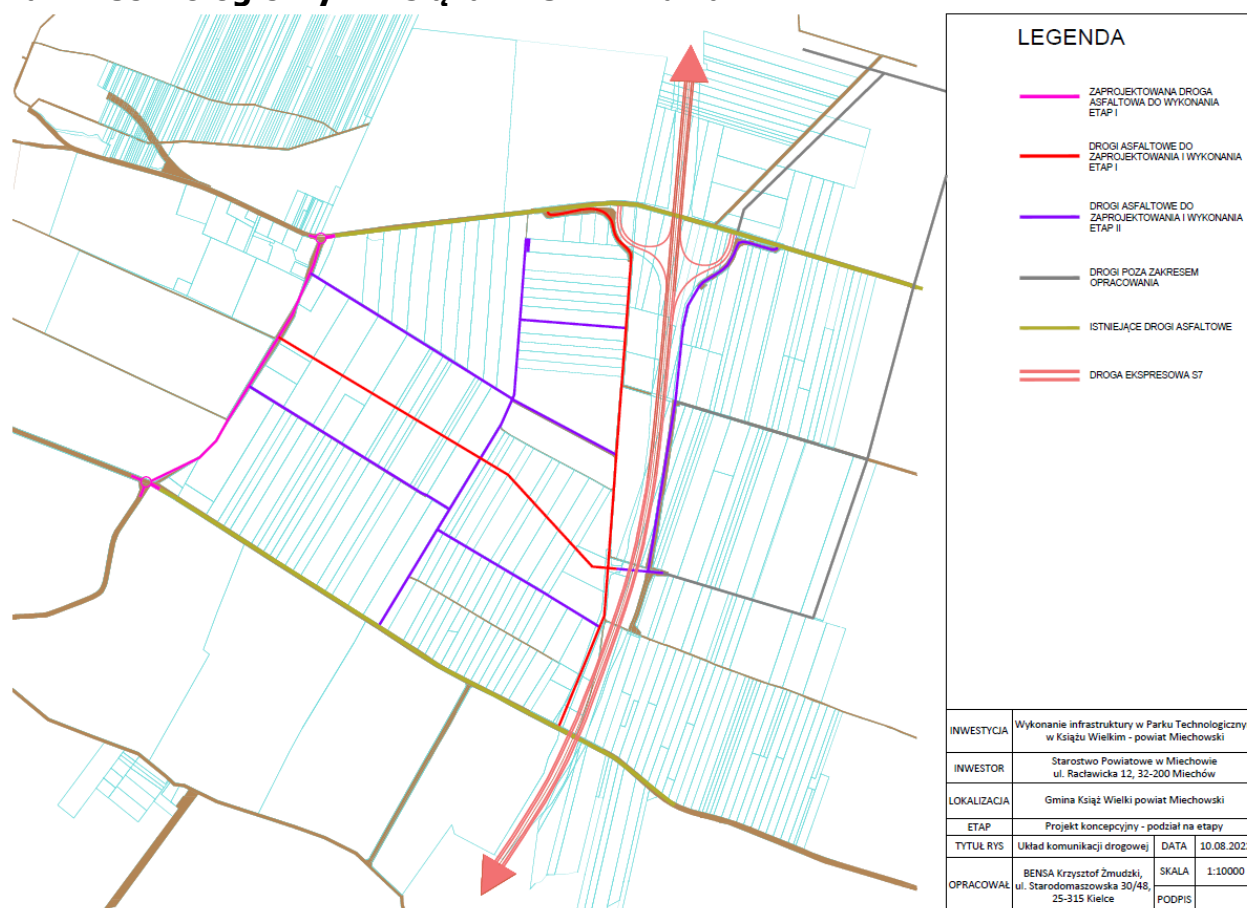 LEGENDA
ZAPROJEKTOWANA DROGA
ASFALTOWA DO WYKONANIA
ETAP I
DROGI ASFALTOWE DO
ZAPROJEKTOWANIA I WYKONANIA
ETAP I
DROGI ASFALTOWE DO
ZAPROJEKTOWANIA I WYKONANIA
ETAP II
DROGI POZA ZAKRESEM
OPRACOWANIA
ISTNIEJĄCE DROGI ASFALTOWE
DROGA EKSPRESOWA S7
INWESTYCJA
Wykonanie infrastruktury w Parku Technologiczny
w Książu Wielkim - powiat Miechowski
INWESTOR
Starostwo Powiatowe w Miechowie
ul. Racławicka 12, 32-200 Miechów
LOKALIZACJA
Gmina Książ Wielki powiat Miechowski
ETAP
Projekt koncepcyjny - podział na etapy
TYTUŁ RYS
Układ komunikacji drogowej
DATA
10.08.202
OPRACOWAŁ
BENSA Krzysztof Żmudzki,
ul. Starodomaszowska 30/48,
25-315 Kielce
SKALA
1:10000
PODPIS